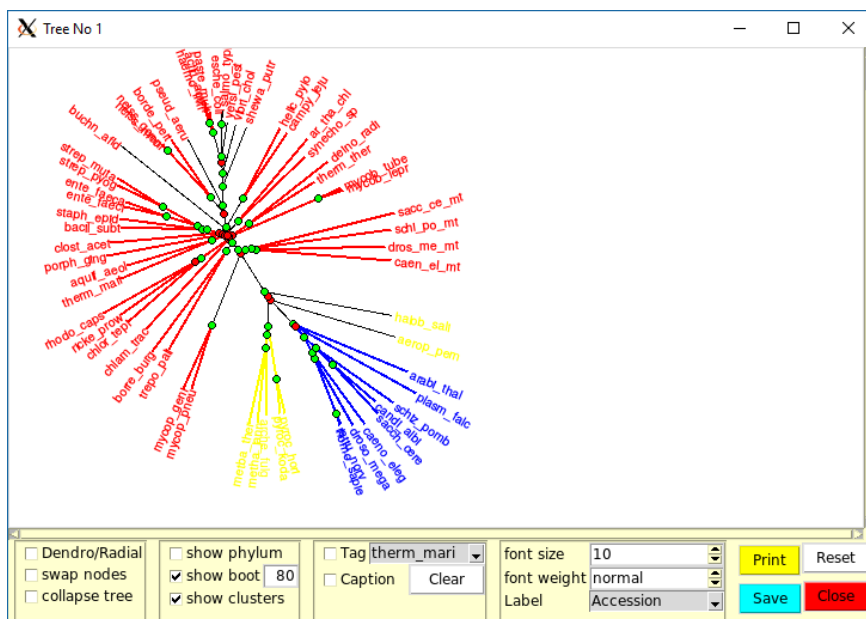 Tree No 1
shewa_putr
pseud_aeru
borde_pert
buchn_afid
helic_pylo
campy_jeju
ar_tha_chl
synecho_sp
deino_radi
therm_ther
mycob_tube
mycob_lepr
strep_muta
strep_pyog
ente_faeca
ente_faeci
staph_epid
bacil_subt
clost_acet
porph_ging
aquif_aeol
therm_mari
sacc_ce_mt
schl_po_mt
dros_me_mt
caen_el_mt
rhodo_caps
ricke_prow
chlor_tepi
chlam_trac
borre_burg
trepo_pall
mycop_geni
mycop_pneu
halob_sali
aerop_pern
arabi_thal
plasm_falc
schiz_pomb
candi_albi
sacch_cere
caeno_eleg
droso_mega
Dendro/Radial
swap nodes
collapse tree
show phylum
show boot 80
show clusters
Tag therm_mari
Caption Clear
font size 10
font weight normal
Label Accession
Print Reset
Save Close